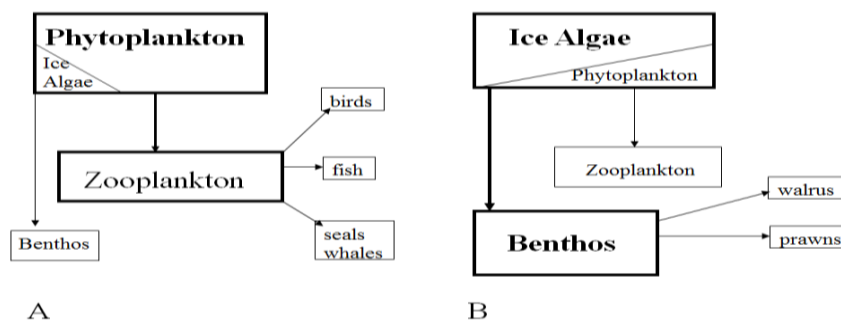 Phytoplankton
Ice
Algae
birds
Zooplankton
fish
Benthos
seals
whales
A
Ice Algae
Phytoplankton
Zooplankton
walrus
Benthos
prawns
B